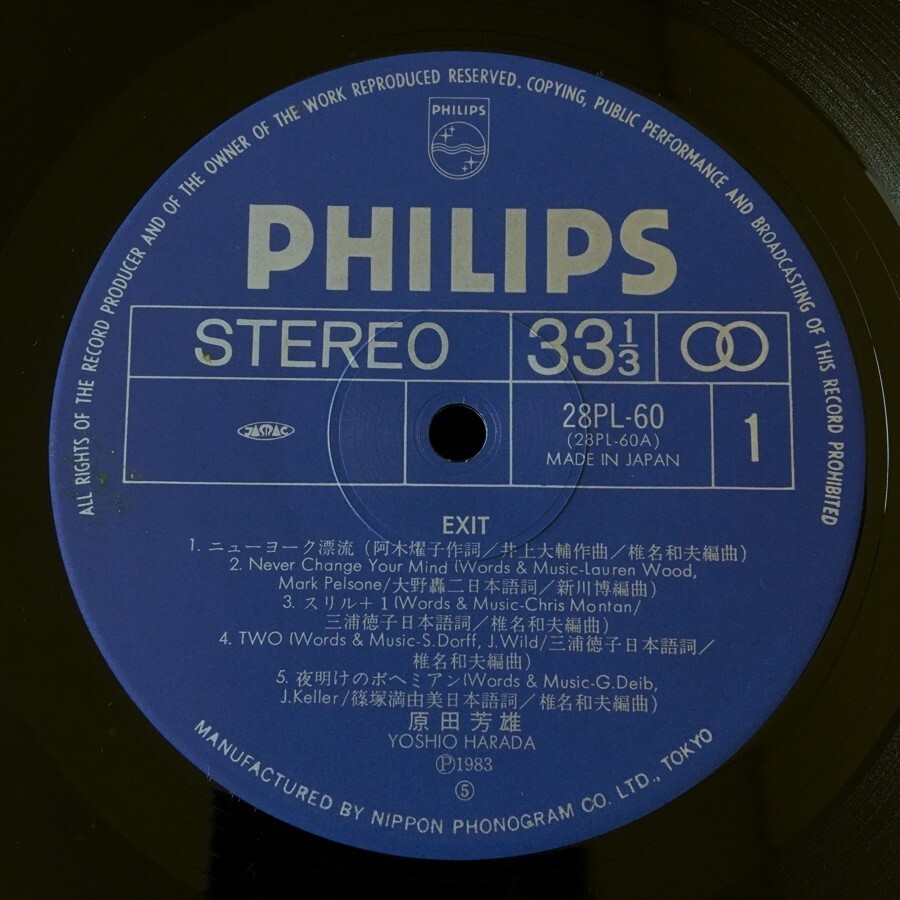 ALL RIGHTS OF THE RECORD PRODUCER AND OF THE OWNER OF THE WORK REPRODUCED RESERVED. COPYING, PUBLIC PERFORMANCE AND BROADCASTING OF THIS RECORD PROHIBITED
PHILIPS
PHILIPS
STEREO 33 1/3
JASRAC
28PL-60
(28PL-60A)
MADE IN JAPAN
1
EXIT
1. ニューヨーク漂流 (阿木燿子作詞/井上大輔作曲/椎名和夫編曲)
2. Never Change Your Mind (Words & Music-Lauren Wood,
Mark Pelsone/大野轟二日本語詞/新川博編曲)
3. スリル+1 (Words & Music-Chris Montan/
三浦徳子日本語詞/椎名和夫編曲)
4. TWO (Words & Music-S.Dorff, J.Wild/三浦徳子日本語詞/
椎名和夫編曲)
5. 夜明けのボヘミアン(Words & Music-G.Deib,
J.Keller/篠塚満由美日本語詞/椎名和夫編曲)
原田芳雄
YOSHIO HARADA
Ⓟ1983
⑤
MANUFACTURED BY NIPPON PHONOGRAM CO. LTD., TOKYO